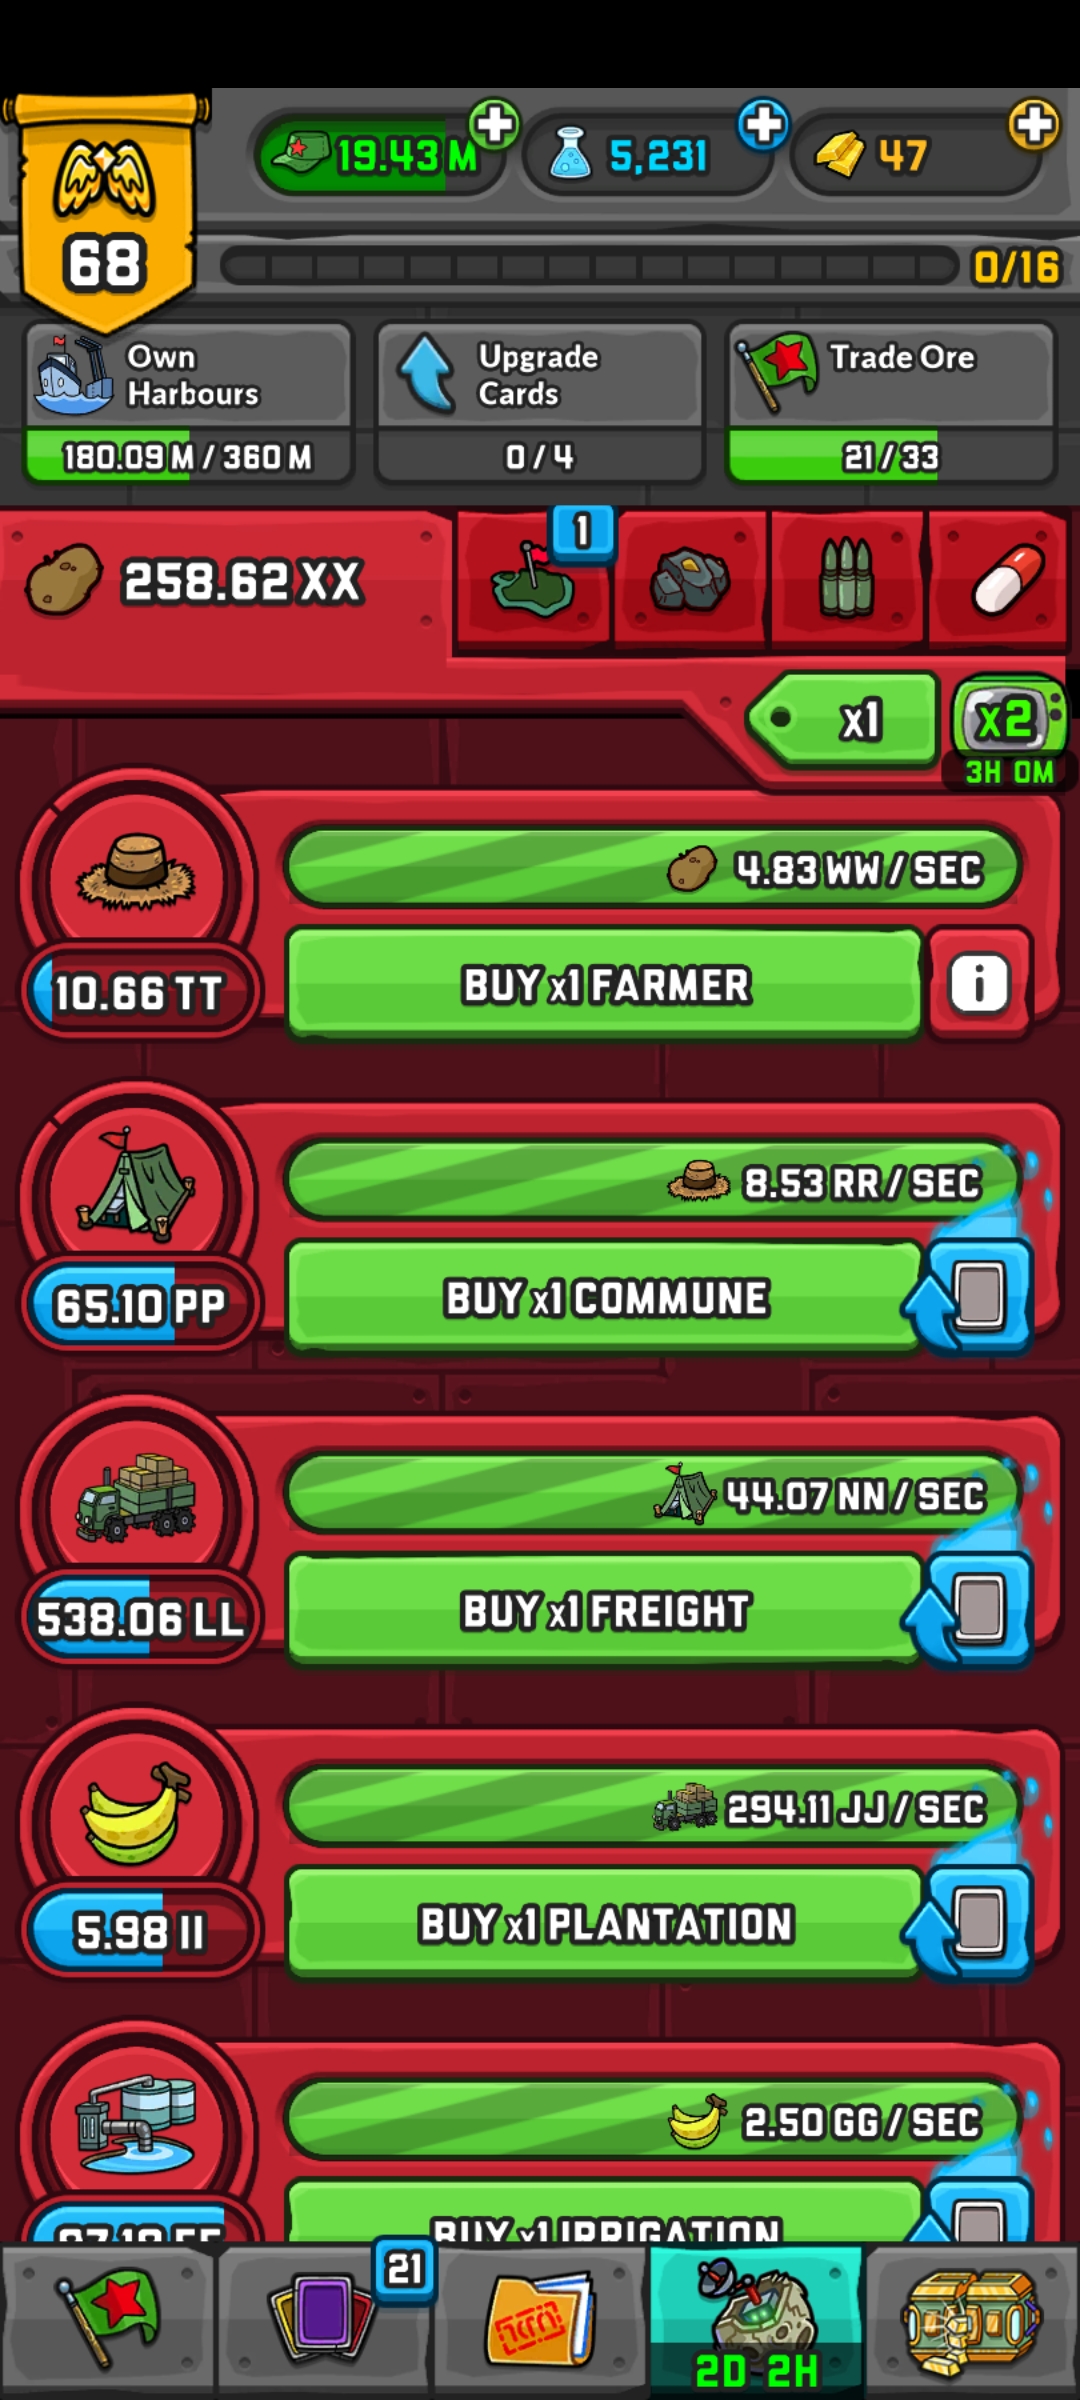 68
19.43 M
5,231
47
0/16
Own
Harbours
180.09 M / 360 M
Upgrade
Cards
0 / 4
Trade Ore
21 / 33
258.62 XX
1
x1
x2
3H 0M
4.83 WW / SEC
10.66 TT
BUY x1 FARMER
i
8.53 RR / SEC
65.10 PP
BUY x1 COMMUNE
44.07 NN / SEC
538.06 LL
BUY x1 FREIGHT
294.11 JJ / SEC
5.98 II
BUY x1 PLANTATION
2.50 GG / SEC
BUY x1 IRRIGATION
21
2D 2H